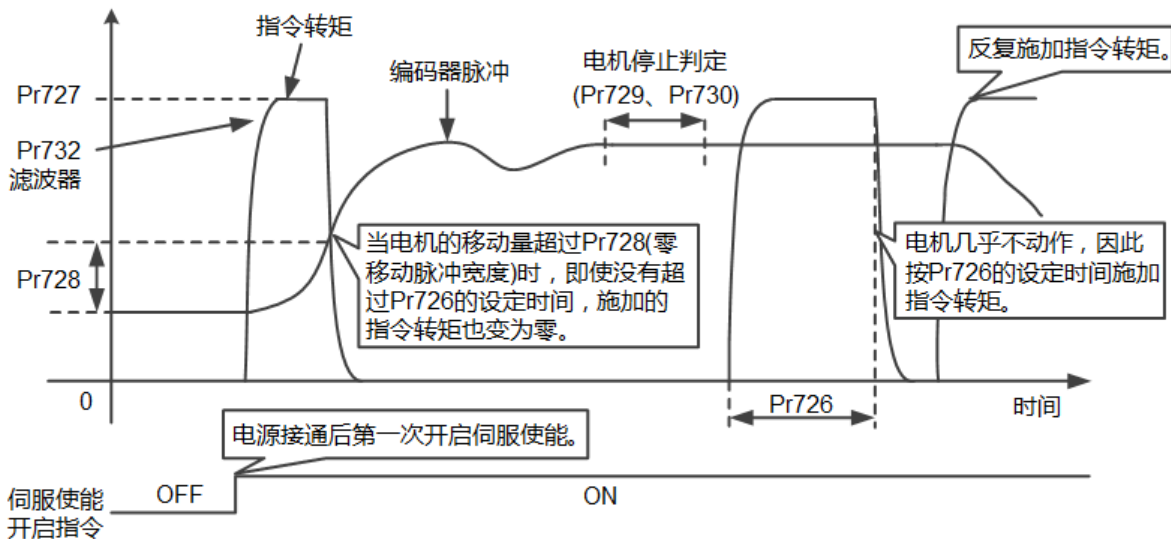 指令转矩
反复施加指令转矩。
编码器脉冲
电机停止判定
(Pr729、Pr730)
Pr727
Pr732
滤波器
当电机的移动量超过Pr728(零
移动脉冲宽度)时，即使没有超
过Pr726的设定时间，施加的
指令转矩也变为零。
电机几乎不动作，因此
按Pr726的设定时间施加
指令转矩。
Pr728
0
Pr726
时间
电源接通后第一次开启伺服使能。
伺服使能
开启指令
OFF
ON